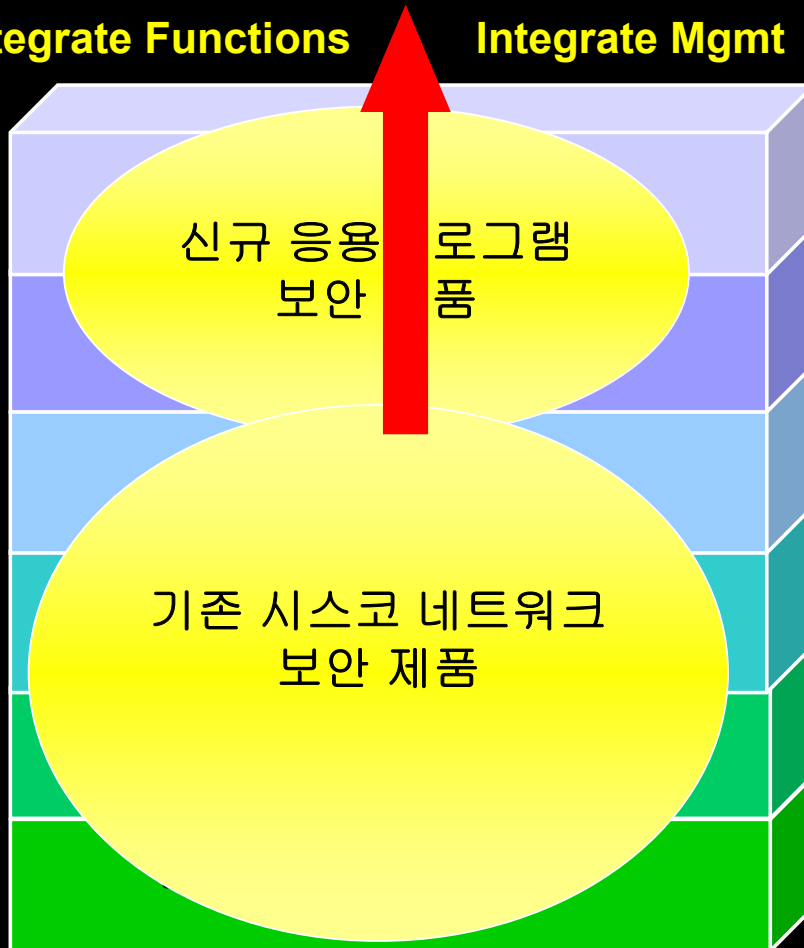 tegrate Functions
Integrate Mgmt
신규 응용 로그램
보안 품
기존 시스코 네트워크
보안 제품